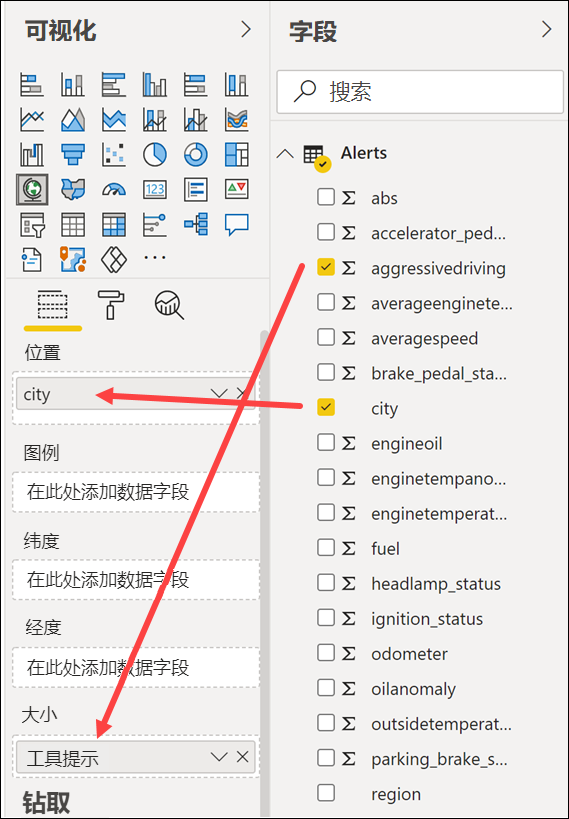 可视化
123
位置
city
图例
在此处添加数据字段
纬度
在此处添加数据字段
经度
在此处添加数据字段
大小
工具提示
钻取
字段
搜索
Alerts
Σ abs
Σ accelerator_ped...
Σ aggressivedriving
Σ averageenginete...
Σ averagespeed
Σ brake_pedal_sta...
city
Σ engineoil
Σ enginetempano...
Σ enginetemperat...
Σ fuel
Σ headlamp_status
Σ ignition_status
Σ odometer
Σ oilanomaly
Σ outsidetemperat...
Σ parking_brake_s...
region